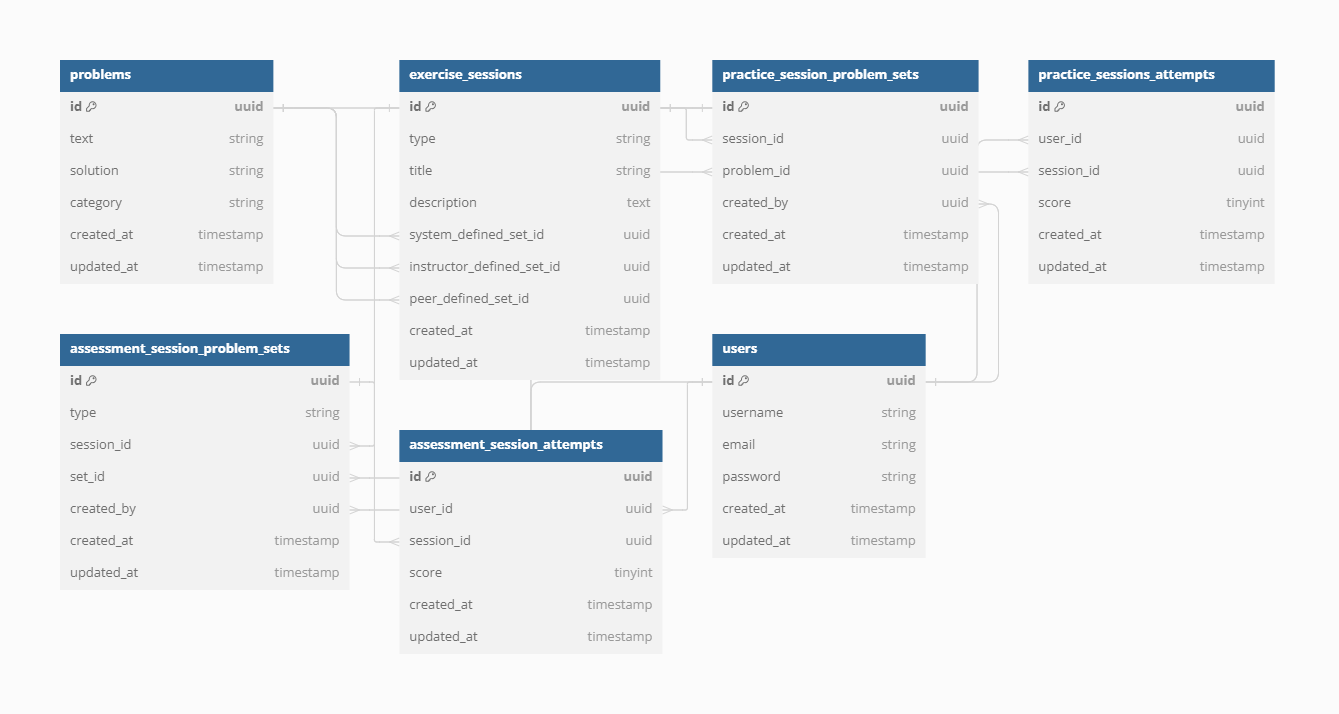 problems
id uuid
text string
solution string
category string
created_at timestamp
updated_at timestamp
exercise_sessions
id uuid
type string
title string
description text
system_defined_set_id uuid
instructor_defined_set_id uuid
peer_defined_set_id uuid
created_at timestamp
updated_at timestamp
practice_session_problem_sets
id uuid
session_id uuid
problem_id uuid
created_by uuid
created_at timestamp
updated_at timestamp
practice_sessions_attempts
id uuid
user_id uuid
session_id uuid
score tinyint
created_at timestamp
updated_at timestamp
assessment_session_problem_sets
id uuid
type string
session_id uuid
set_id uuid
created_by uuid
created_at timestamp
updated_at timestamp
assessment_session_attempts
id uuid
user_id uuid
session_id uuid
score tinyint
created_at timestamp
updated_at timestamp
users
id uuid
username string
email string
password string
created_at timestamp
updated_at timestamp